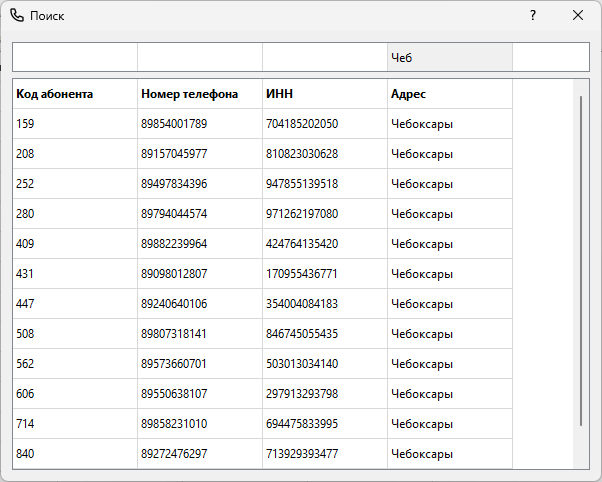 Поиск ?
Чеб
Код абонента Номер телефона ИНН Адрес
159 89854001789 704185202050 Чебоксары
208 89157045977 810823030628 Чебоксары
252 89497834396 947855139518 Чебоксары
280 89794044574 971262197080 Чебоксары
409 89882239964 424764135420 Чебоксары
431 89098012807 170955436771 Чебоксары
447 89240640106 354004084183 Чебоксары
508 89807318141 846745055435 Чебоксары
562 89573660701 503013034140 Чебоксары
606 89550638107 297913293798 Чебоксары
714 89858231010 694475833995 Чебоксары
840 89272476297 713929393477 Чебоксары